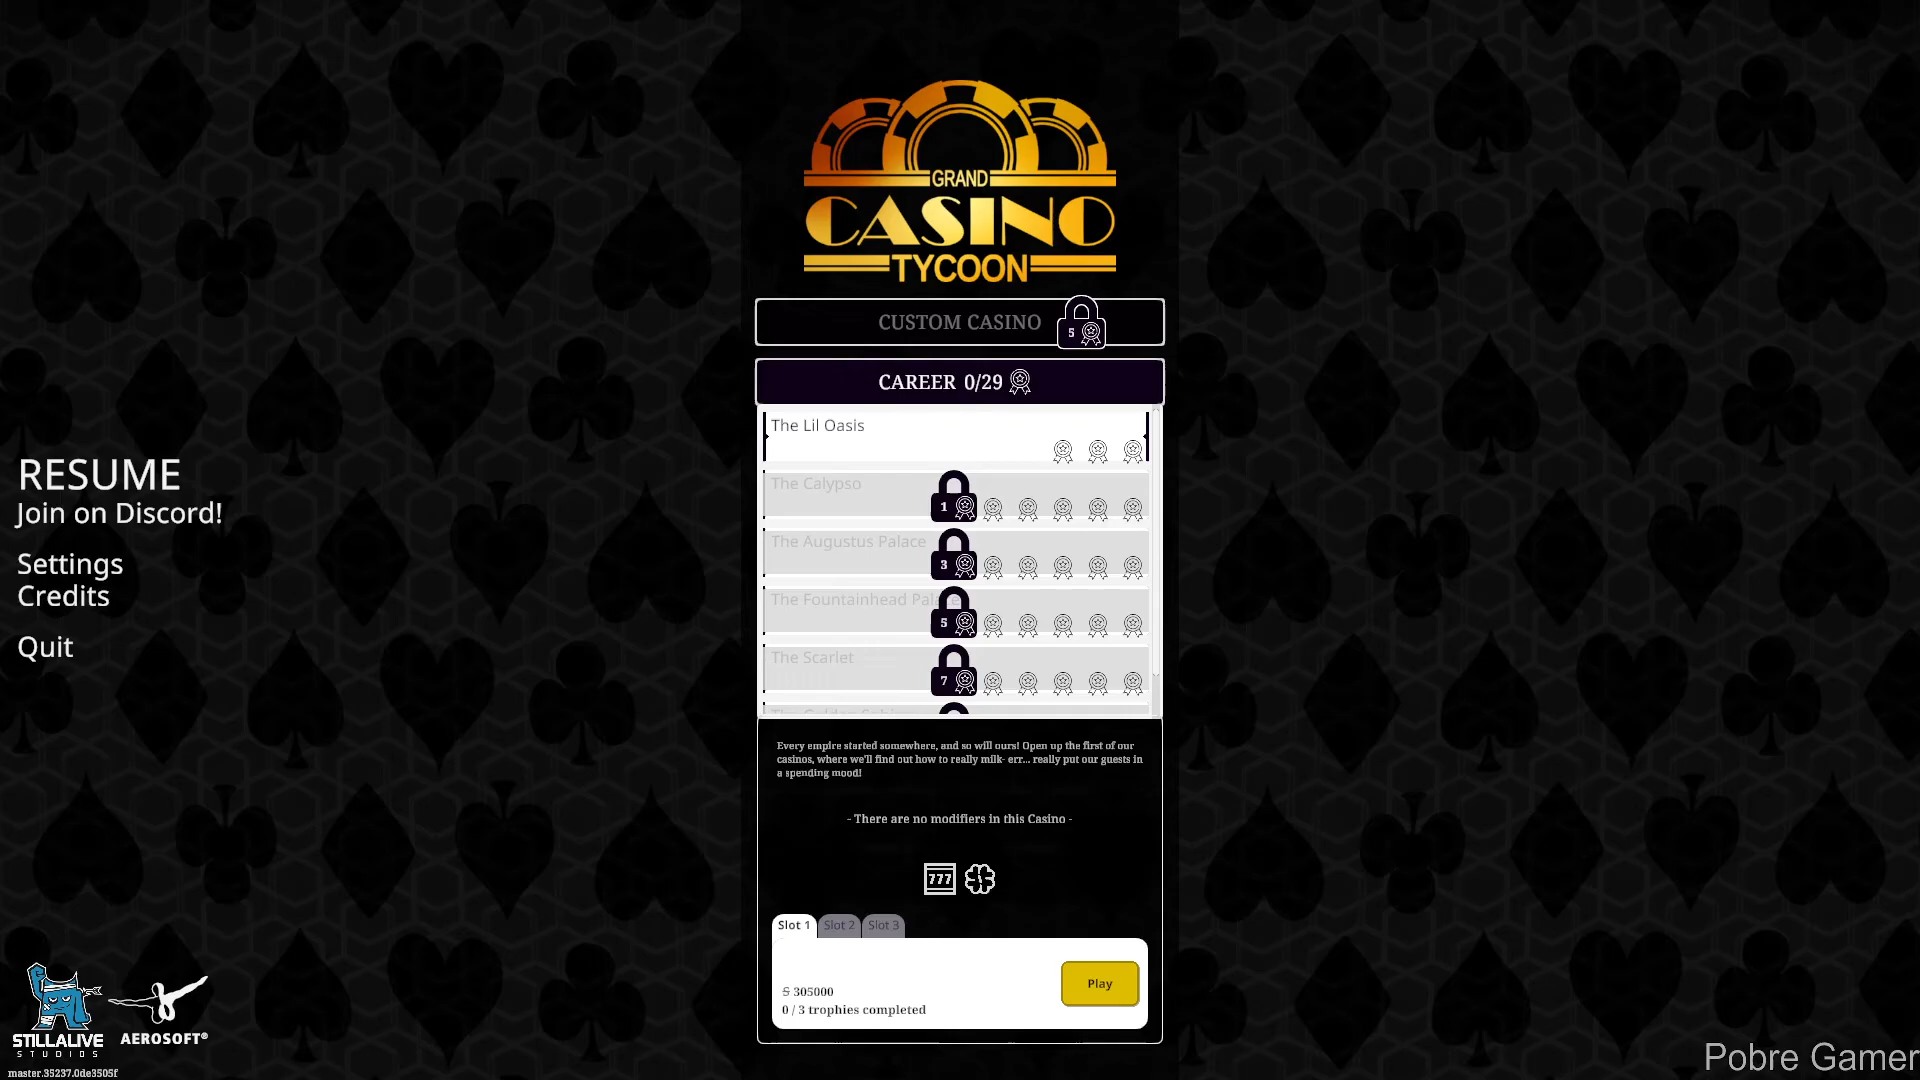 GRAND
CASINO
TYCOON
CUSTOM CASINO
5
CAREER 0/29
The Lil Oasis
The Calypso
1
The Augustus Palace
3
The Fountainhead
5
The Scarlet
7
RESUME
Join on Discord!
Settings
Credits
Quit
Every empire started somewhere, and so will ours! Open up the first of our
casinos, where we'll find out how to really milk- err... really put our guests in
a spending mood!
- There are no modifiers in this Casino -
777
Slot 1 Slot 2 Slot 3
305000
0 / 3 trophies completed
Play
STILLALIVE
STUDIOS
AEROSOFT®
master.35237.0de3505f
Pobre Gamer